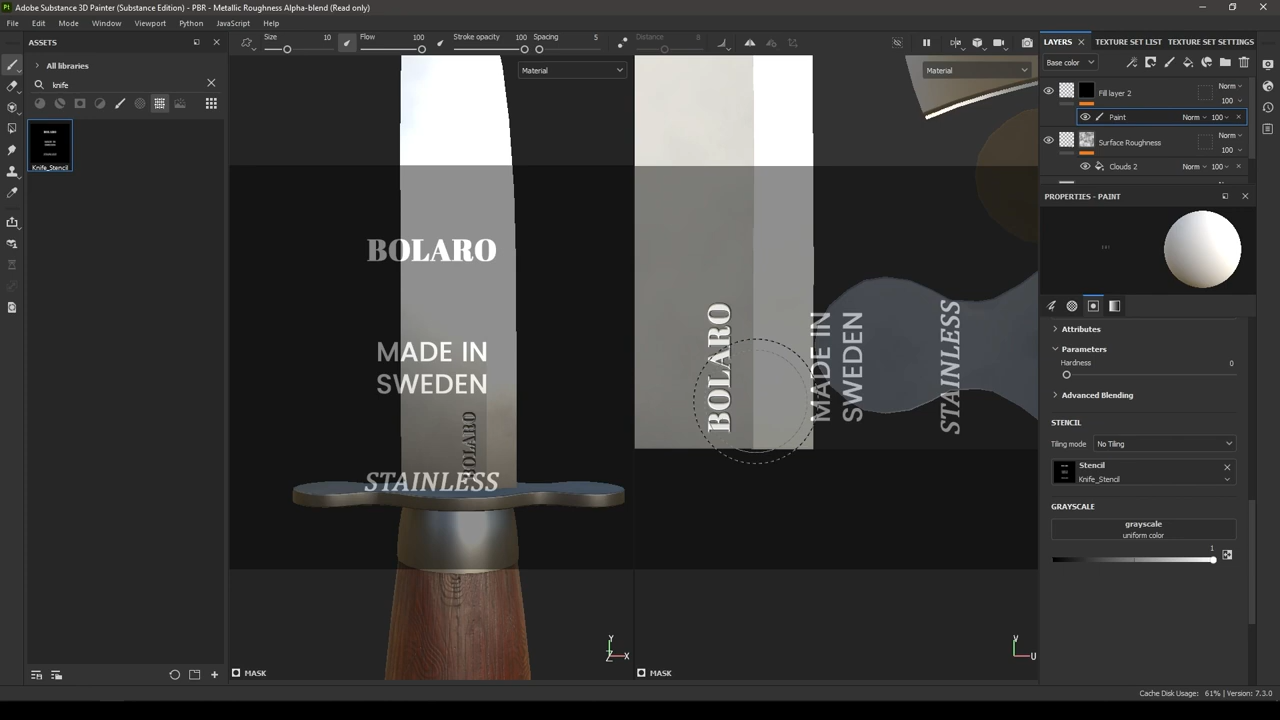 Adobe Substance 3D Painter (Substance Edition) - PBR - Metallic Roughness Alpha-blend (Read only)
File Edit Mode Window Viewport Python JavaScript Help
ASSETS
Size 10 Flow 100 Stroke opacity 100 Spacing 5 Distance 8
LAYERS TEXTURE SET LIST TEXTURE SET SETTINGS
All libraries
knife
Knife_Stencil
Material
BOLARO
MADE IN
SWEDEN
BOLARO
STAINLESS
Y
Z X
MASK
Material
BOLARO
MADE IN
SWEDEN
STAINLESS
V
U
MASK
Base color
Fill layer 2 Norm
100
Paint Norm 100
Surface Roughness Norm
100
Clouds 2 Norm 100
PROPERTIES - PAINT
Attributes
Parameters
Hardness 0
Advanced Blending
STENCIL
Tiling mode No Tiling
Stencil
Knife_Stencil
GRAYSCALE
grayscale
uniform color
1
Cache Disk Usage: 61% | Version: 7.3.0